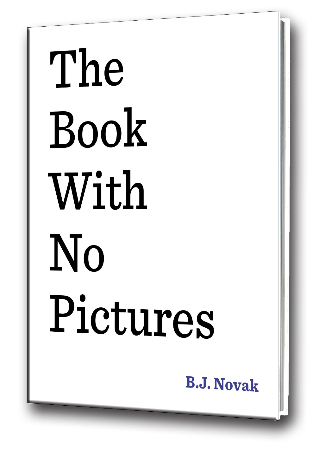 The
Book
With
No
Pictures
B.J. Novak